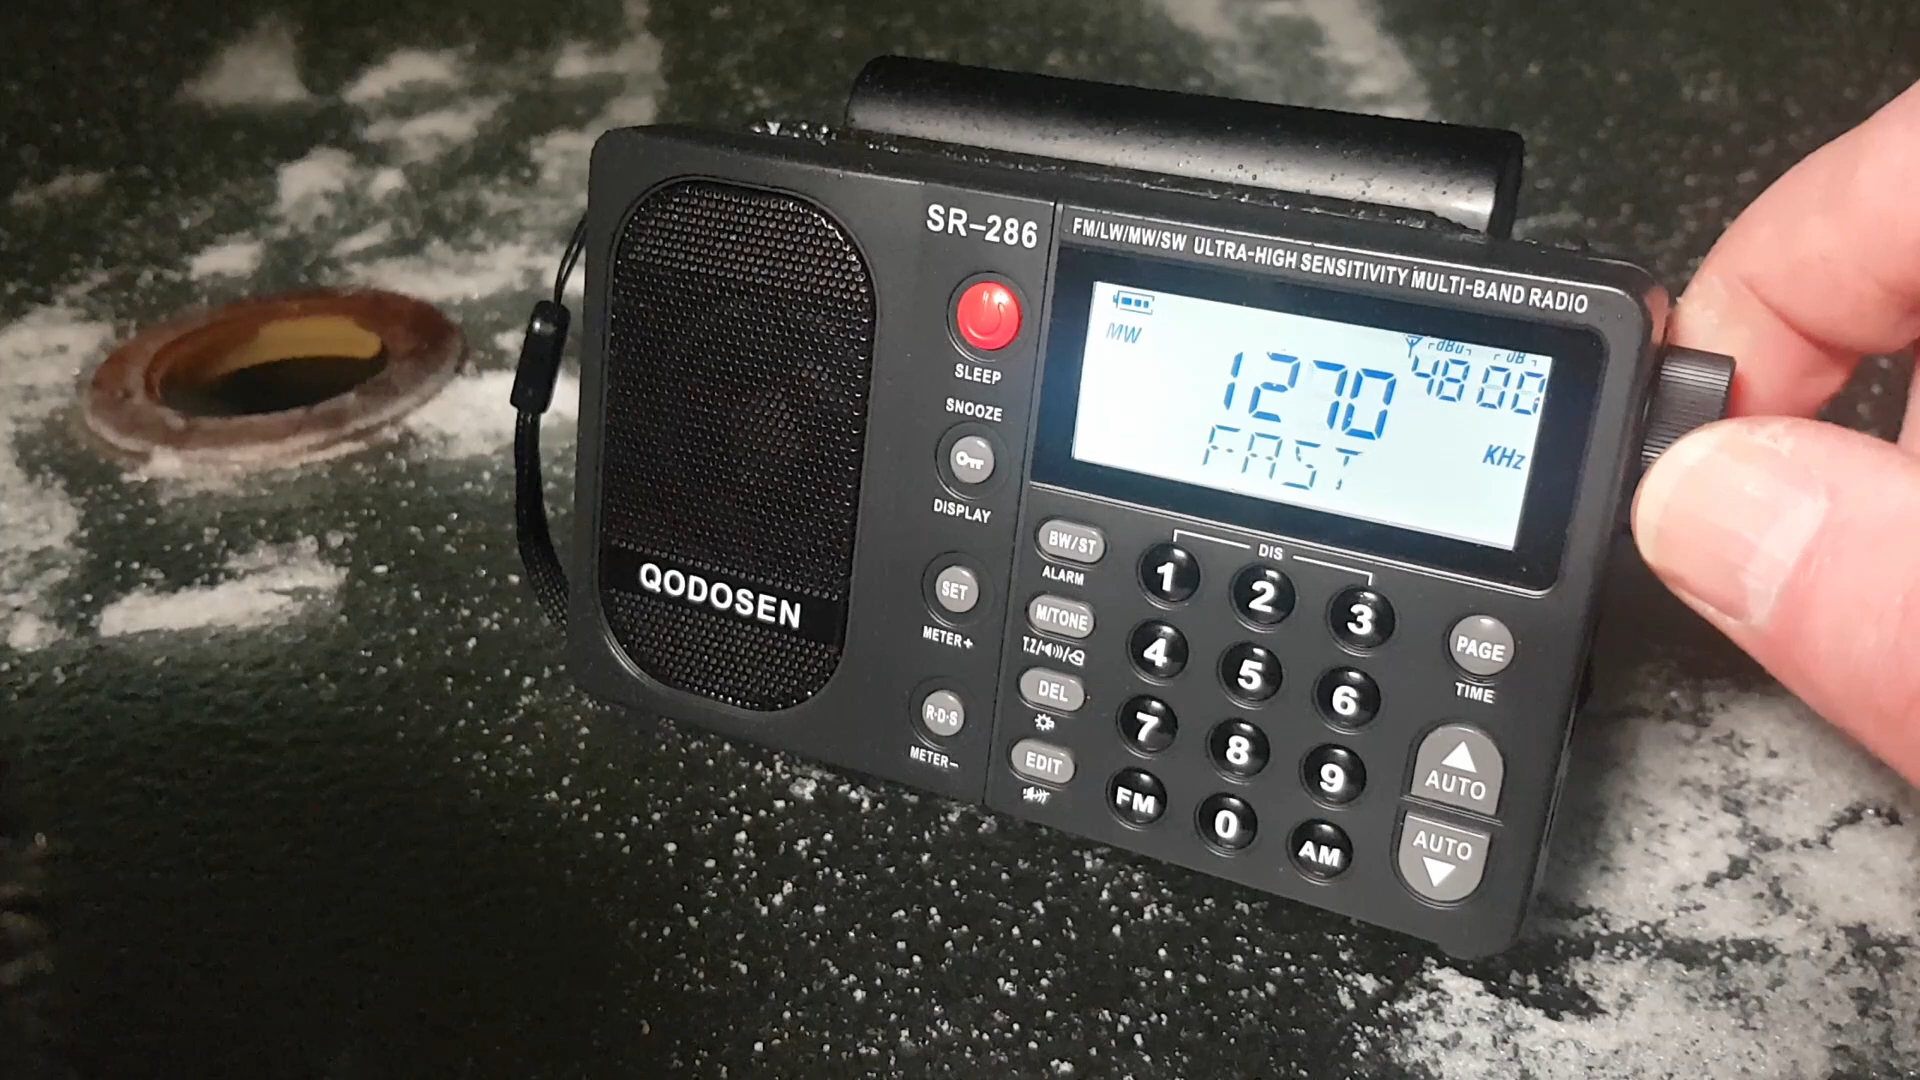 SR–286
FM/LW/MW/SW ULTRA-HIGH SENSITIVITY MULTI-BAND RADIO
MW
dBu
1270
48 00
FAST
KHz
SLEEP
SNOOZE
DISPLAY
QODOSEN
SET
METER+
R·D·S
METER–
BW/ST
ALARM
M/TONE
T.Z/
DEL
EDIT
DIS
1 2 3
4 5 6
7 8 9
FM 0 AM
PAGE
TIME
AUTO
AUTO